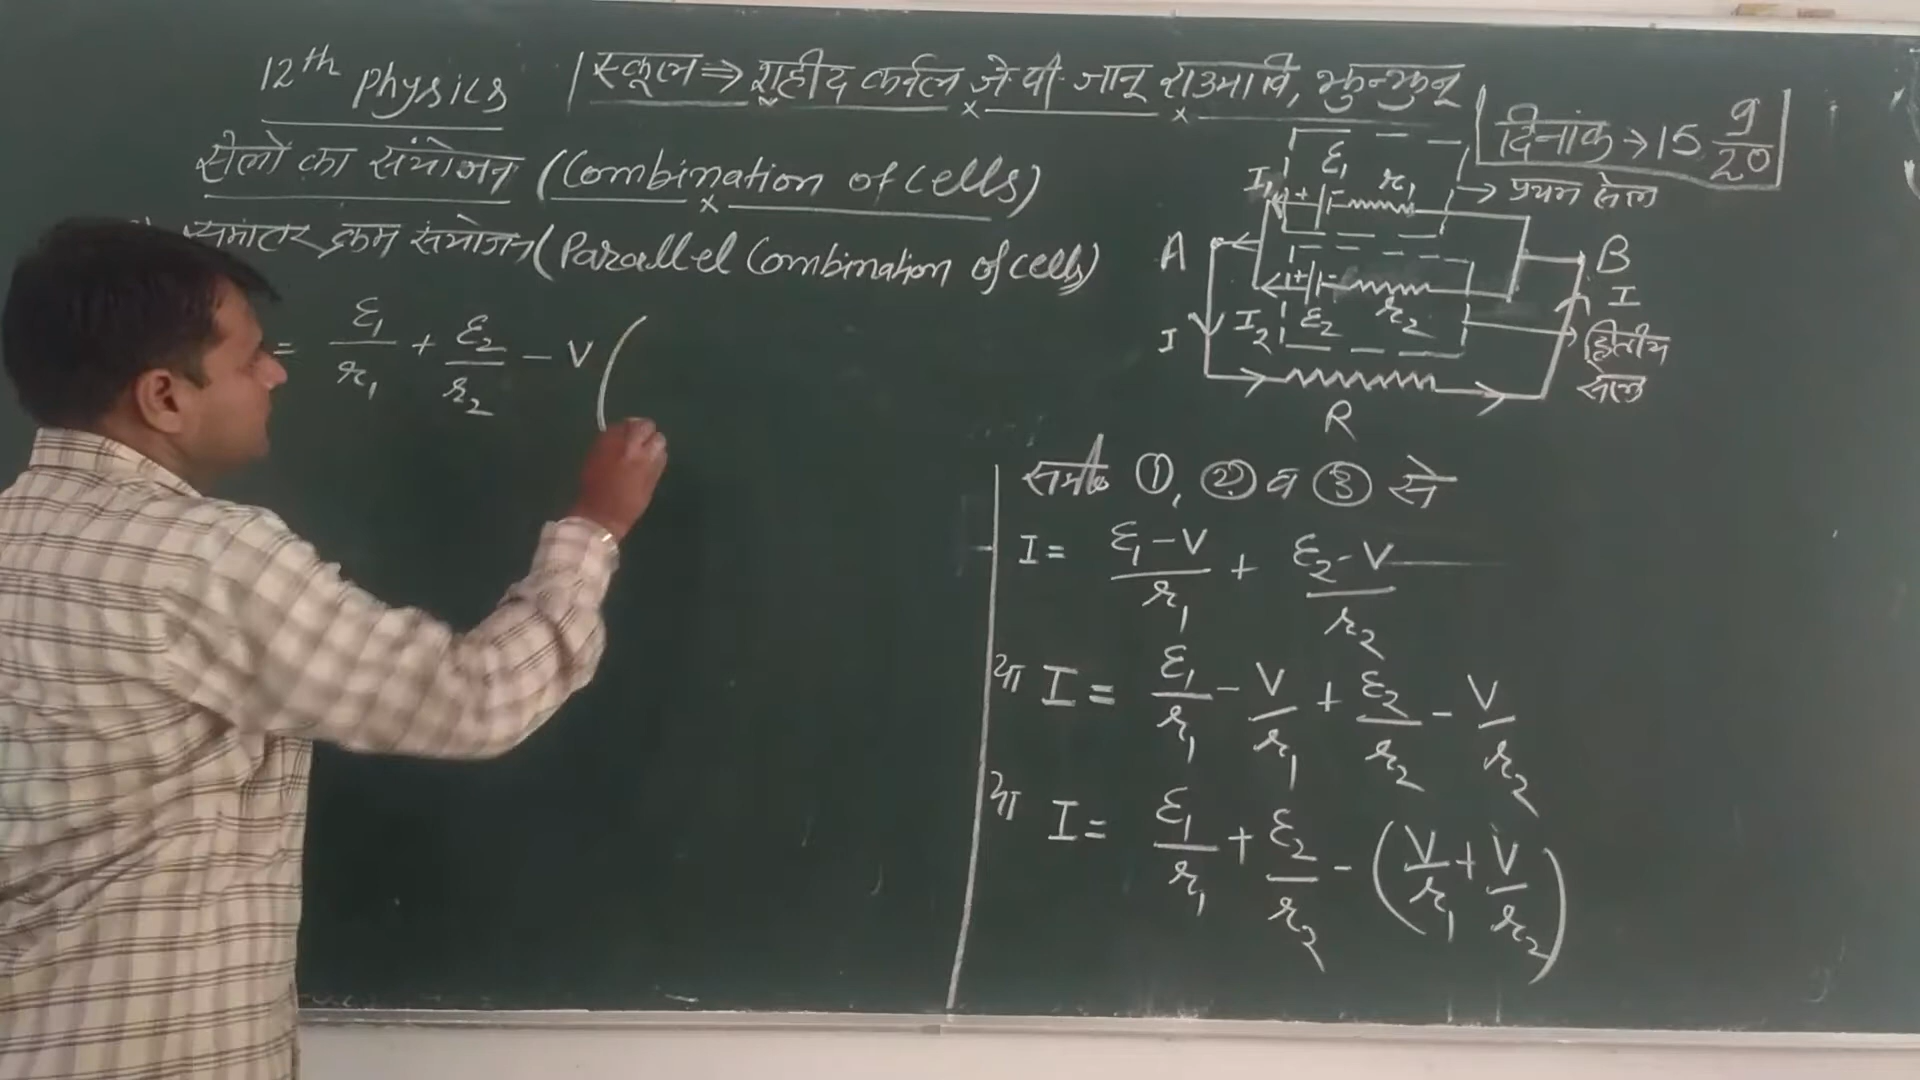 12th Physics
स्कूल ⇒ शहीद कर्नल जे पी जानू राउमावि, झुन्झुनू
दिनांक → 15 9/20
सेलों का संयोजन (Combination of cells)
समांतर क्रम संयोजन (Parallel Combination of cells)
= ε₁/r₁ + ε₂/r₂ - V (
ε₁
I₁ + - r₁ → प्रथम सेल
A B
+ - I
I I₂ ε₂ r₂ → द्वितीय
सेल
R
समी० ①, ② व ③ से
I = (ε₁ - V)/r₁ + (ε₂ - V)/r₂
या I = ε₁/r₁ - V/r₁ + ε₂/r₂ - V/r₂
या I = ε₁/r₁ + ε₂/r₂ - (V/r₁ + V/r₂)